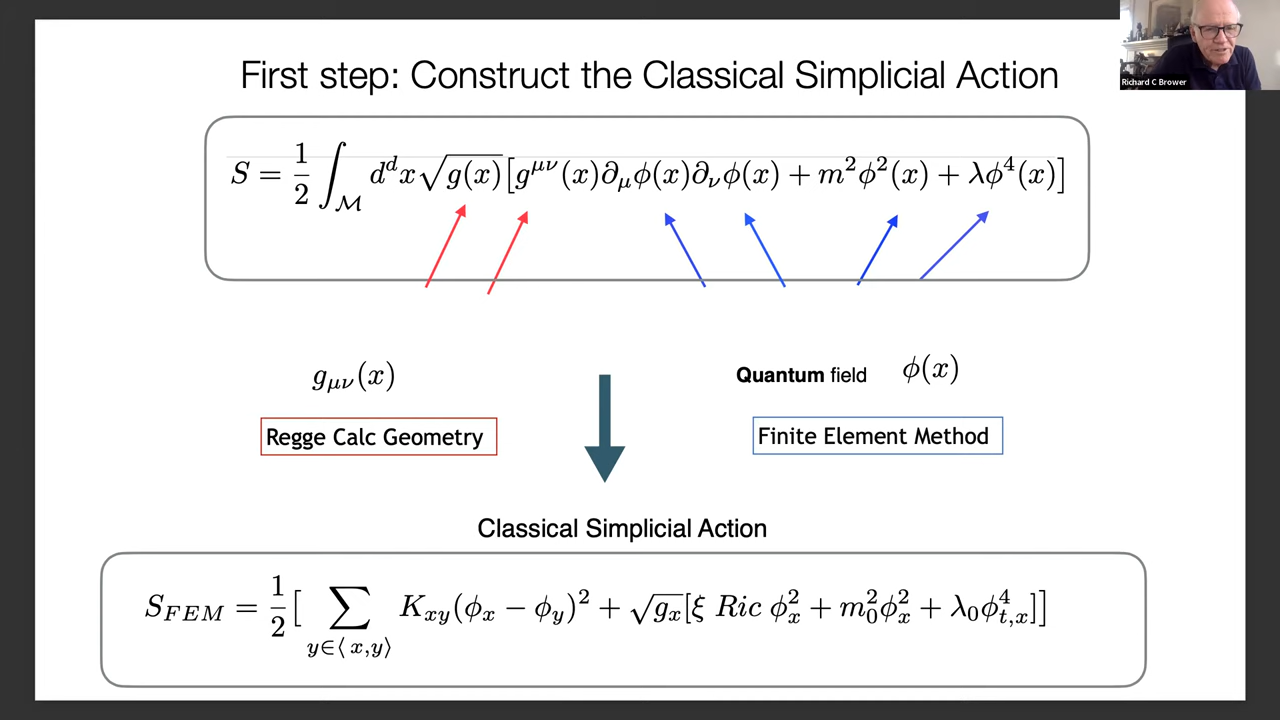 First step: Construct the Classical Simplicial Action
Richard C Brower
S = \frac{1}{2} \int_{\mathcal{M}} d^d x \sqrt{g(x)} [g^{\mu\nu}(x) \partial_\mu \phi(x) \partial_\nu \phi(x) + m^2 \phi^2(x) + \lambda \phi^4(x)]
g_{\mu\nu}(x)
Quantum field \phi(x)
Regge Calc Geometry
Finite Element Method
Classical Simplicial Action
S_{FEM} = \frac{1}{2} [ \sum_{y \in \langle x,y \rangle} K_{xy} (\phi_x - \phi_y)^2 + \sqrt{g_x} [\xi \ Ric \ \phi_x^2 + m_0^2 \phi_x^2 + \lambda_0 \phi_{t,x}^4]]